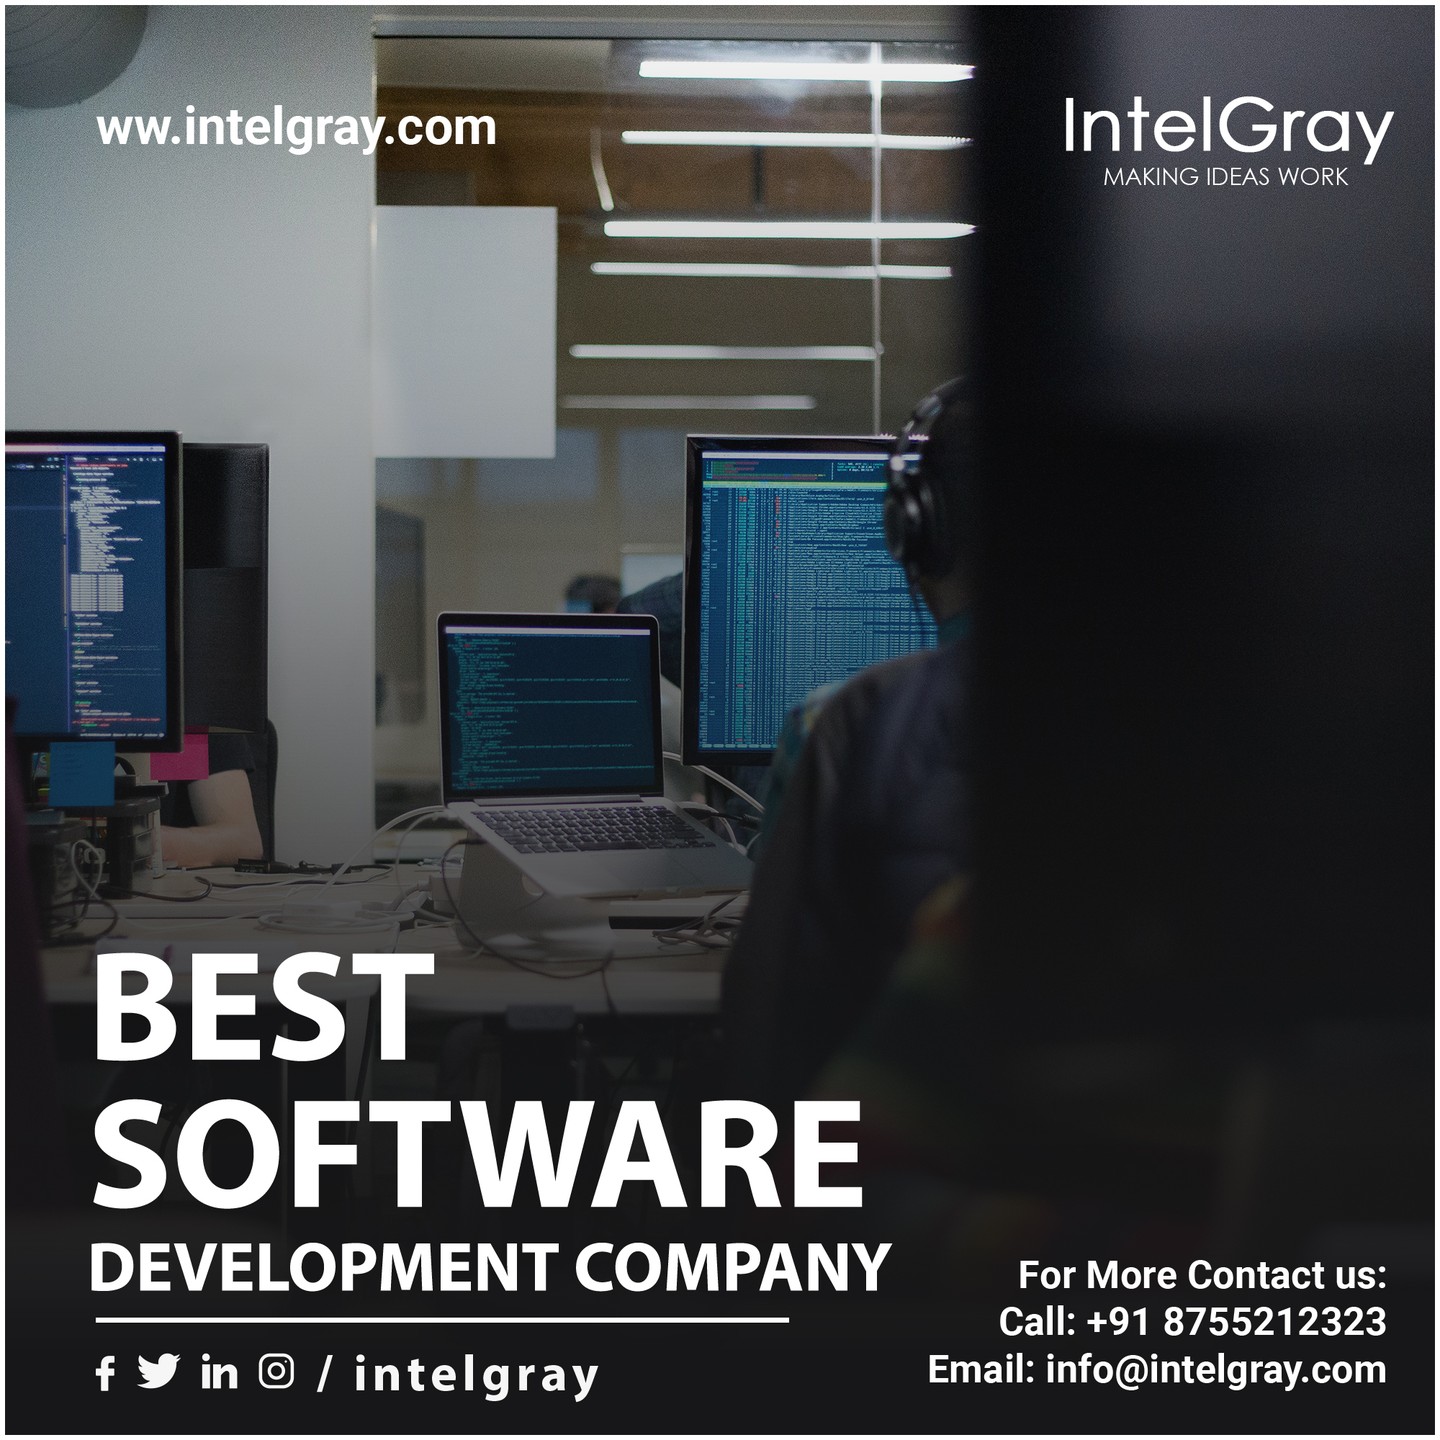 ww.intelgray.com
IntelGray
MAKING IDEAS WORK
BEST
SOFTWARE
DEVELOPMENT COMPANY
/ intelgray
For More Contact us:
Call: +91 8755212323
Email: info@intelgray.com